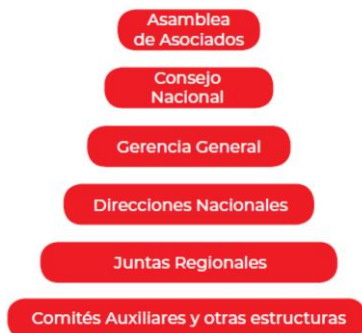 Asamblea
de Asociados
Consejo
Nacional
Gerencia General
Direcciones Nacionales
Juntas Regionales
Comités Auxiliares y otras estructuras